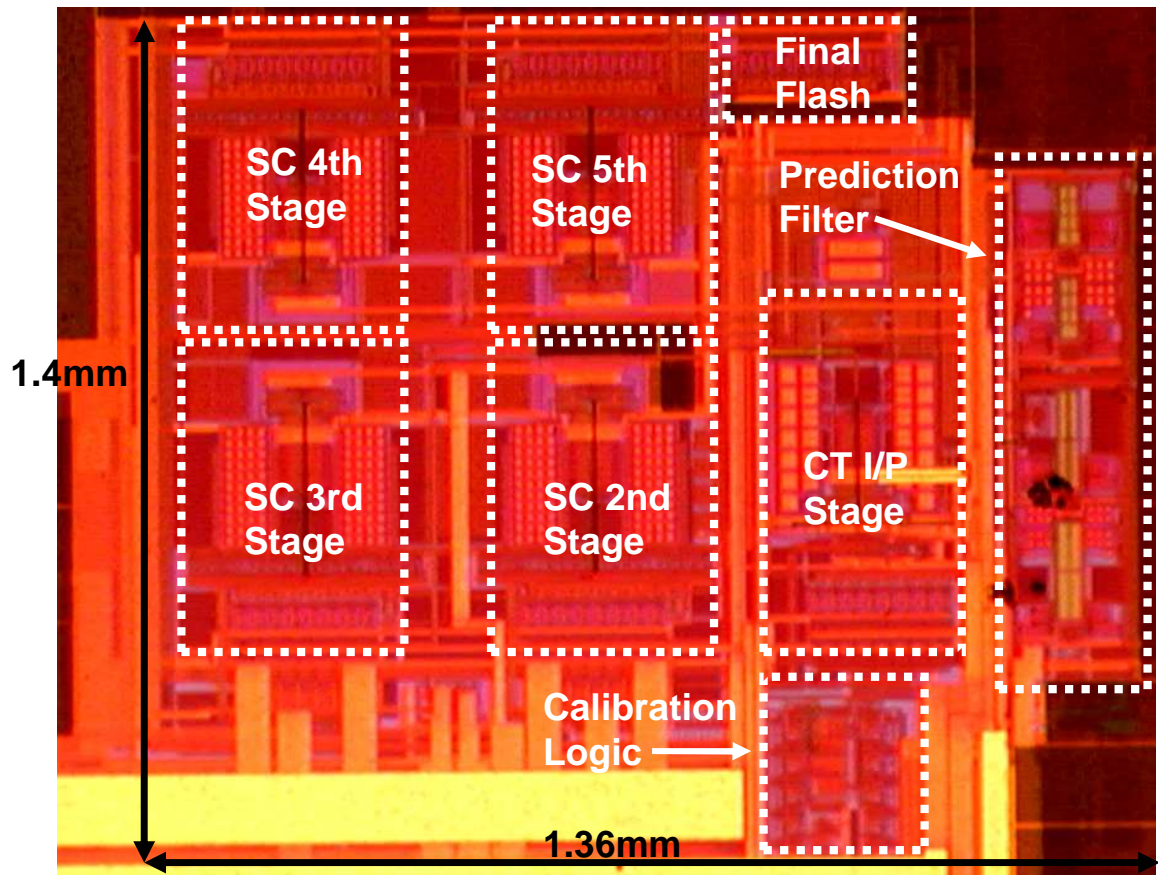 Final
Flash
SC 4th
Stage
SC 5th
Stage
Prediction
Filter
1.4mm
SC 3rd
Stage
SC 2nd
Stage
CT I/P
Stage
Calibration
Logic
1.36mm